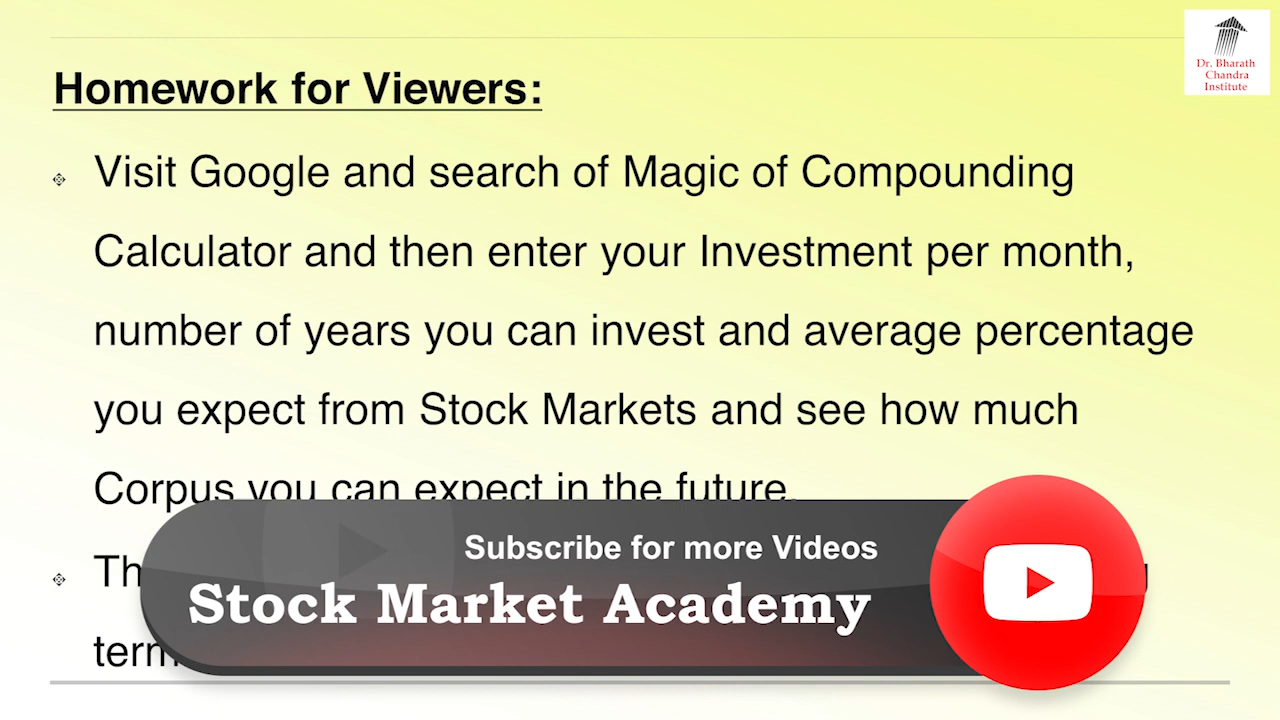 Dr. Bharath
Chandra
Institute
Homework for Viewers:
Visit Google and search of Magic of Compounding
Calculator and then enter your Investment per month,
number of years you can invest and average percentage
you expect from Stock Markets and see how much
Corpus you can expect in the future.
Subscribe for more Videos
Stock Market Academy